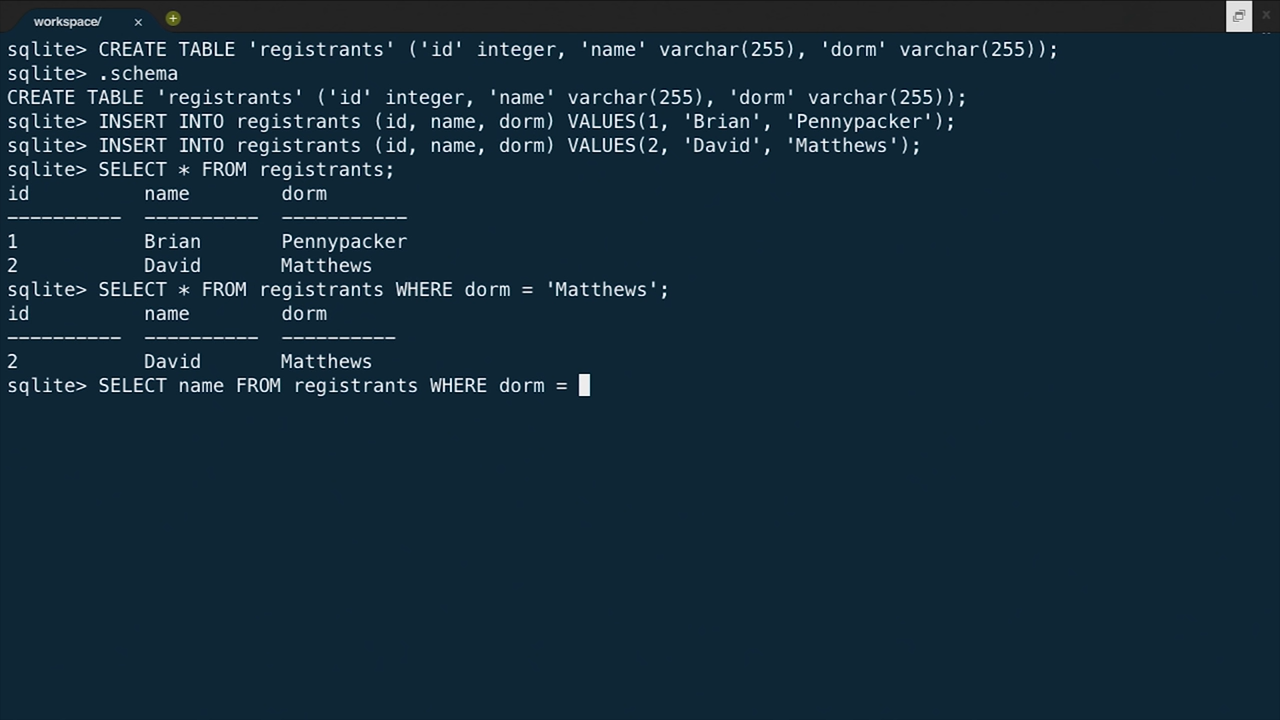 workspace/
sqlite> CREATE TABLE 'registrants' ('id' integer, 'name' varchar(255), 'dorm' varchar(255));
sqlite> .schema
CREATE TABLE 'registrants' ('id' integer, 'name' varchar(255), 'dorm' varchar(255));
sqlite> INSERT INTO registrants (id, name, dorm) VALUES(1, 'Brian', 'Pennypacker');
sqlite> INSERT INTO registrants (id, name, dorm) VALUES(2, 'David', 'Matthews');
sqlite> SELECT * FROM registrants;
id          name        dorm
----------  ----------  -----------
1           Brian       Pennypacker
2           David       Matthews
sqlite> SELECT * FROM registrants WHERE dorm = 'Matthews';
id          name        dorm
----------  ----------  ----------
2           David       Matthews
sqlite> SELECT name FROM registrants WHERE dorm =